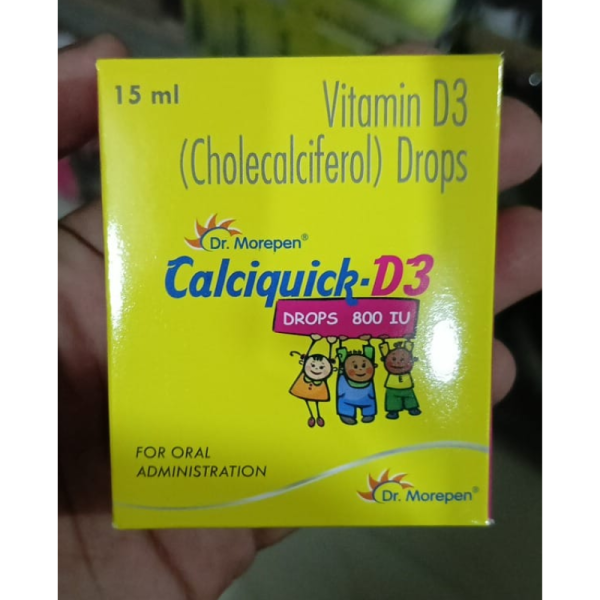 15 ml
Vitamin D3
(Cholecalciferol) Drops
Dr. Morepen®
Calciquick-D3
DROPS 800 IU
FOR ORAL
ADMINISTRATION
Dr. Morepen®